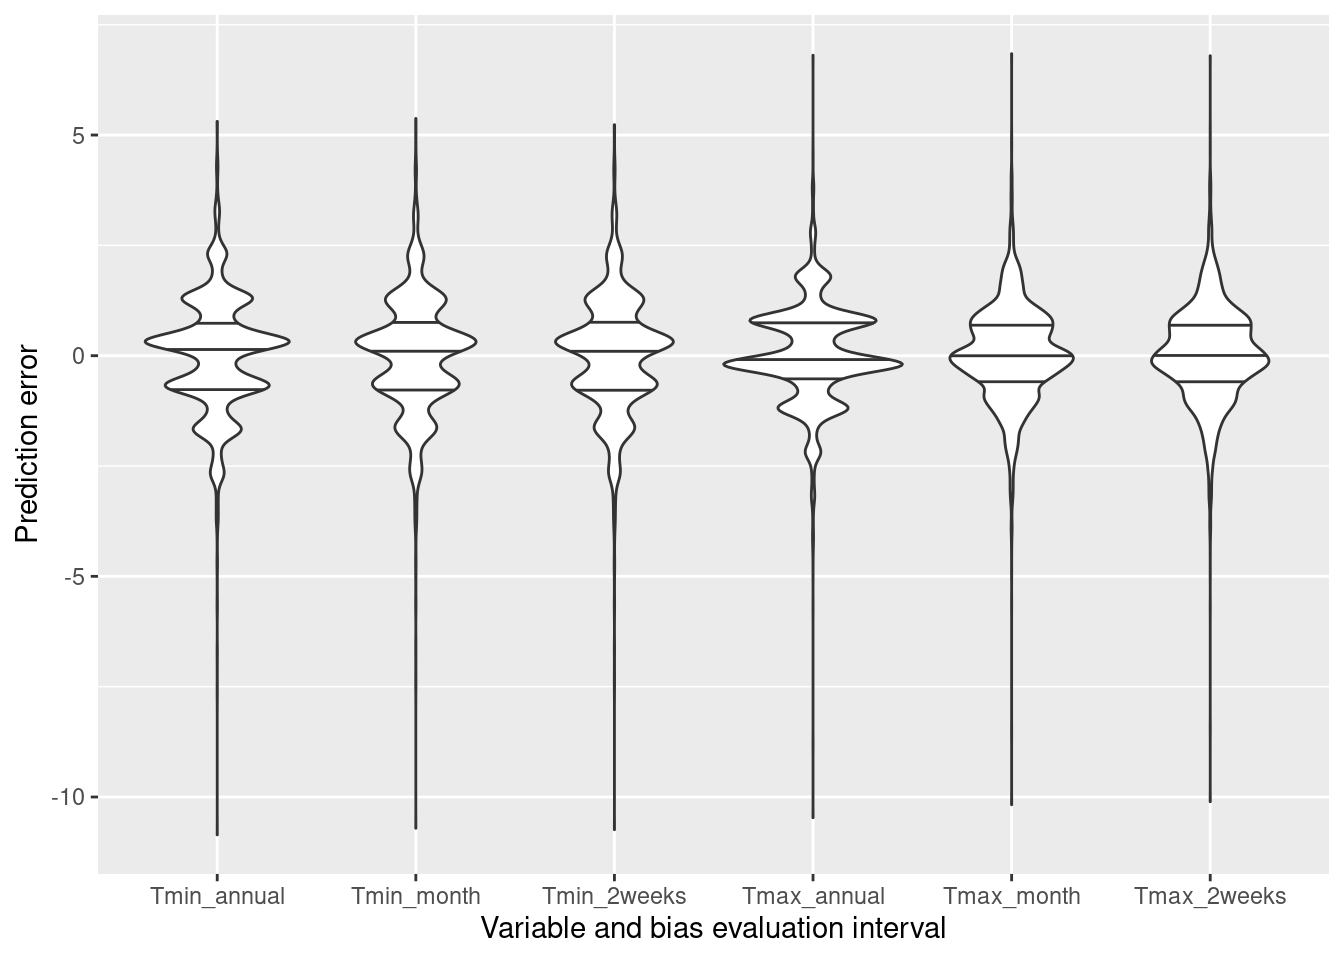 Prediction error
5
0
-5
-10
Tmin_annual Tmin_month Tmin_2weeks Tmax_annual Tmax_month Tmax_2weeks
Variable and bias evaluation interval